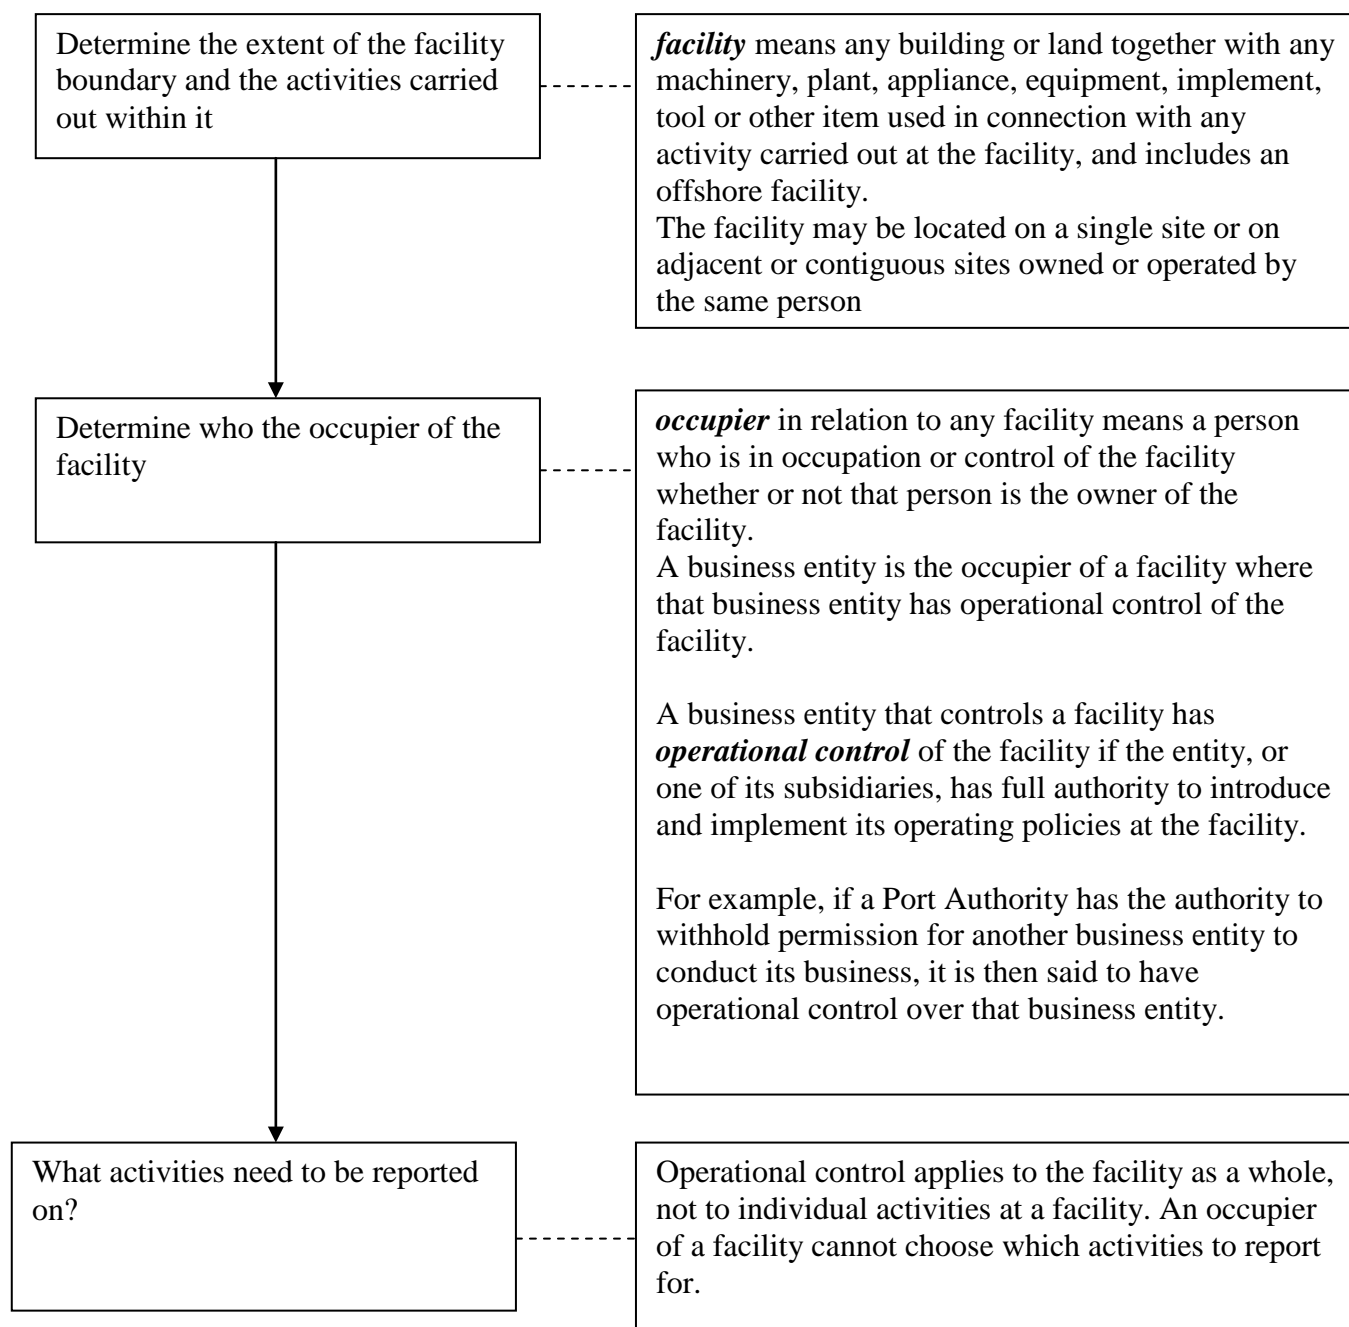 Determine the extent of the facility
boundary and the activities carried
out within it
facility means any building or land together with any
machinery, plant, appliance, equipment, implement,
tool or other item used in connection with any
activity carried out at the facility, and includes an
offshore facility.
The facility may be located on a single site or on
adjacent or contiguous sites owned or operated by
the same person
Determine who the occupier of the
facility
occupier in relation to any facility means a person
who is in occupation or control of the facility
whether or not that person is the owner of the
facility.
A business entity is the occupier of a facility where
that business entity has operational control of the
facility.
A business entity that controls a facility has
operational control of the facility if the entity, or
one of its subsidiaries, has full authority to introduce
and implement its operating policies at the facility.
For example, if a Port Authority has the authority to
withhold permission for another business entity to
conduct its business, it is then said to have
operational control over that business entity.
What activities need to be reported
on?
Operational control applies to the facility as a whole,
not to individual activities at a facility. An occupier
of a facility cannot choose which activities to report
for.